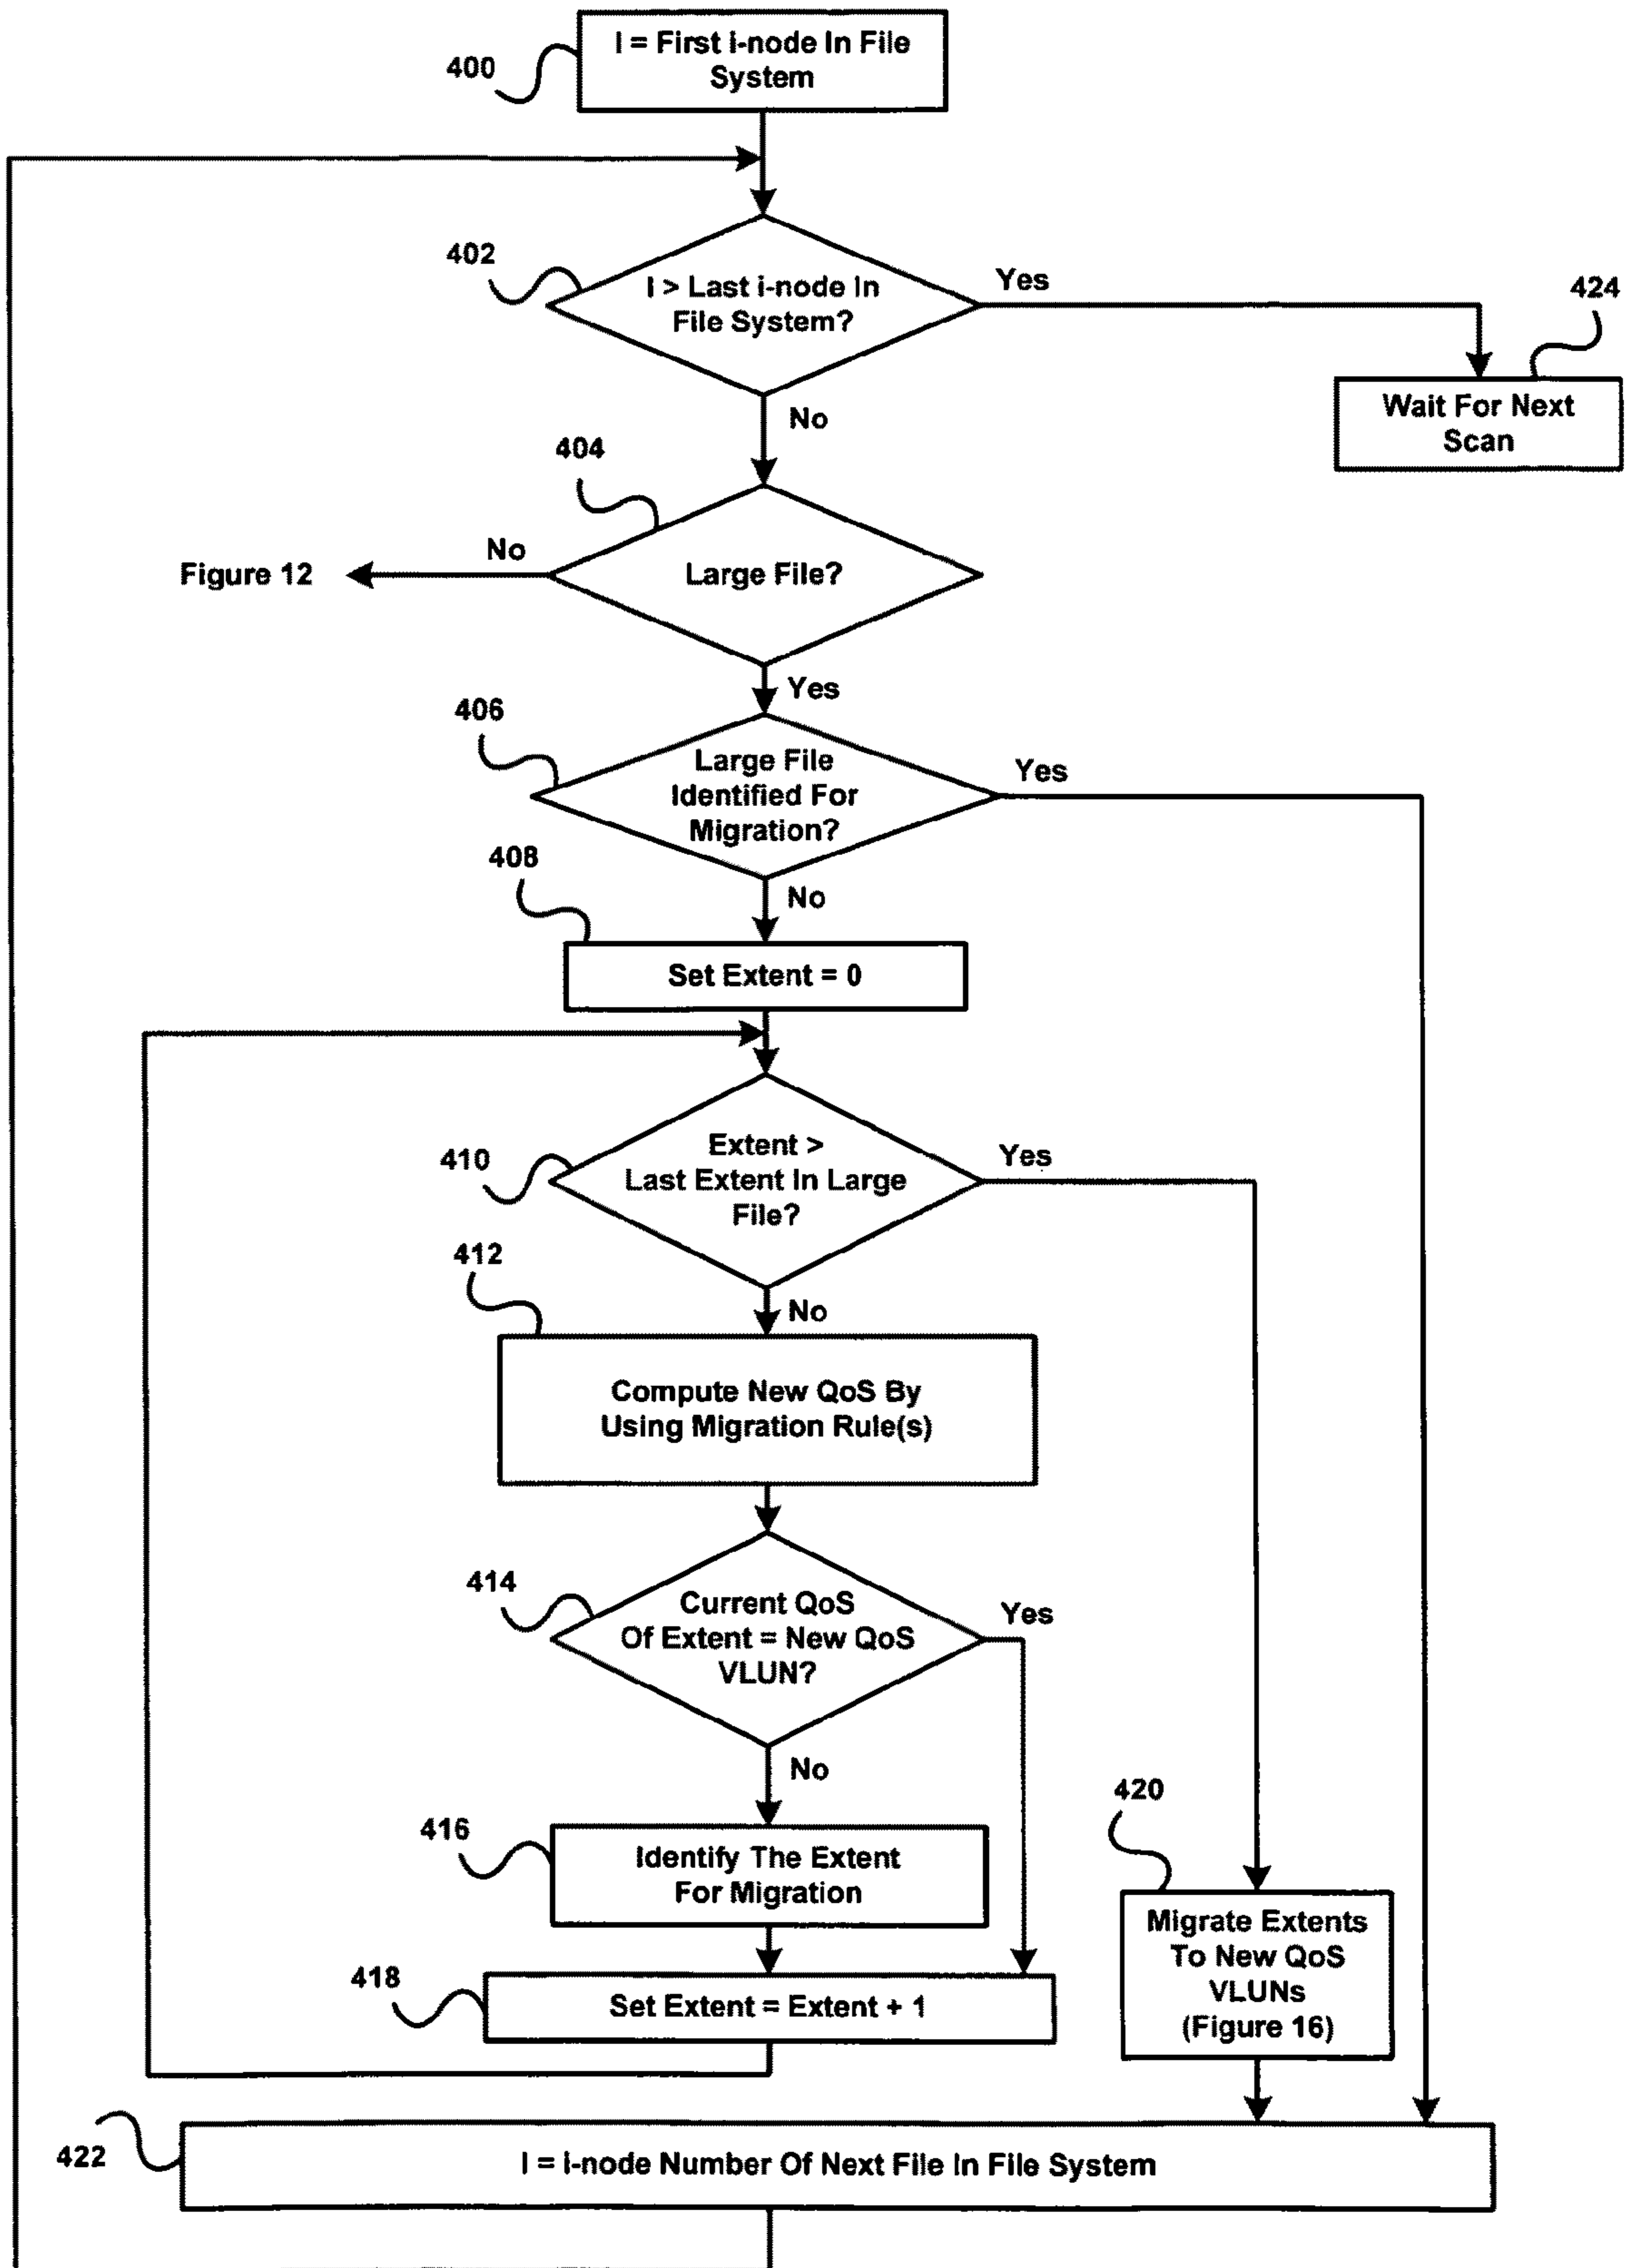 I = First i-node In File
System
400
402
I > Last i-node In
File System?
Yes
424
Wait For Next
Scan
No
404
Large File?
No
Figure 12
Yes
406
Large File
Identified For
Migration?
Yes
408
No
Set Extent = 0
410
Extent >
Last Extent In Large
File?
Yes
412
No
Compute New QoS By
Using Migration Rule(s)
414
Current QoS
Of Extent = New QoS
VLUN?
Yes
No
416
Identify The Extent
For Migration
420
Migrate Extents
To New QoS
VLUNs
(Figure 16)
418
Set Extent = Extent + 1
422
I = i-node Number Of Next File In File System